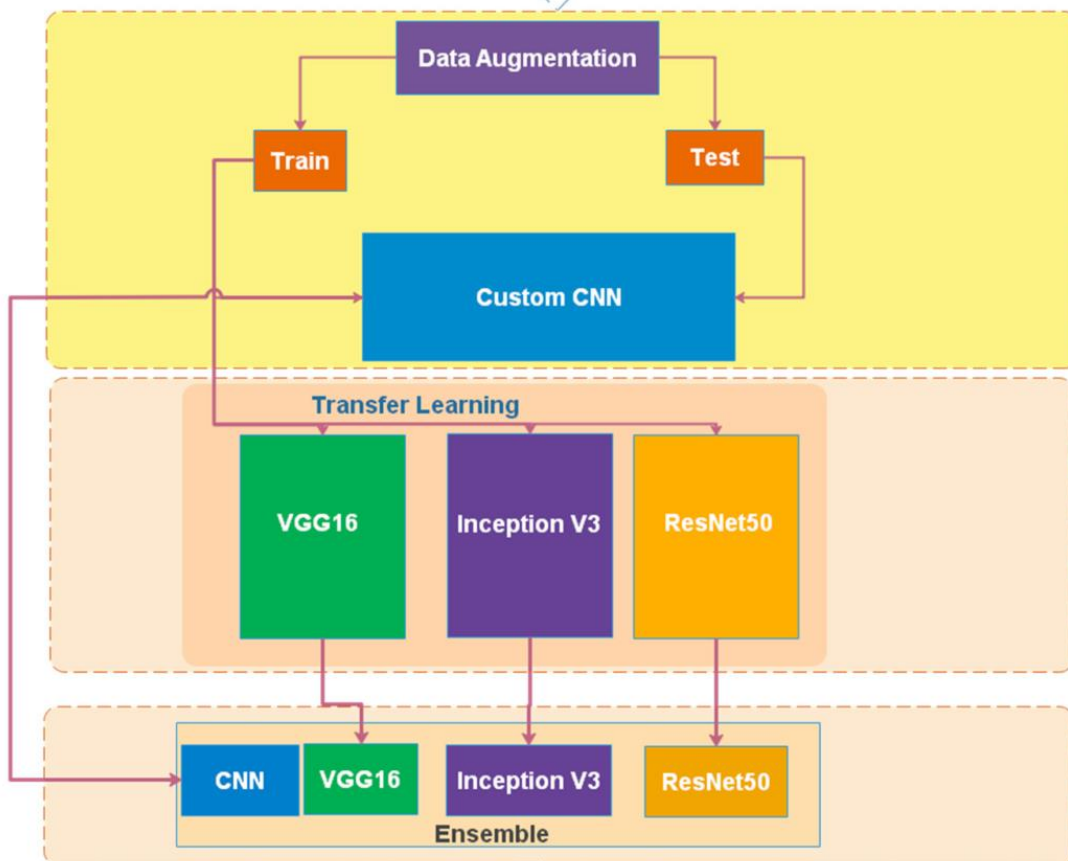 Data Augmentation
Train
Test
Custom CNN
Transfer Learning
VGG16
Inception V3
ResNet50
CNN
VGG16
Inception V3
ResNet50
Ensemble